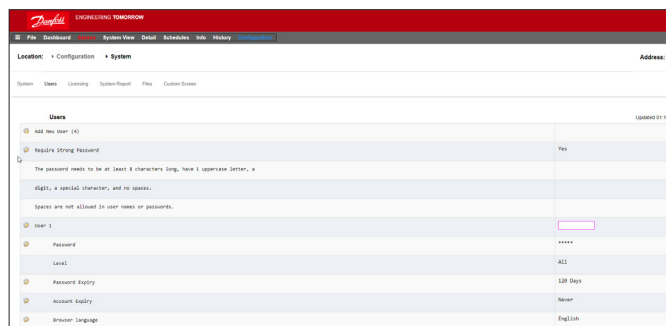 Danfoss ENGINEERING TOMORROW
File Dashboard Alarm System View Detail Schedules Info History Configuration
Location: Configuration System Address:
System Users Licensing System Report Files Custom Screen
Users Updated 01:1
Add New User (4)
Require Strong Password Yes
The password needs to be at least 8 characters long, have 1 uppercase letter, a
digit, a special character, and no spaces.
Spaces are not allowed in user names or passwords.
User 1
Password *****
Level All
Password Expiry 120 Days
Account Expiry Never
Browser language English